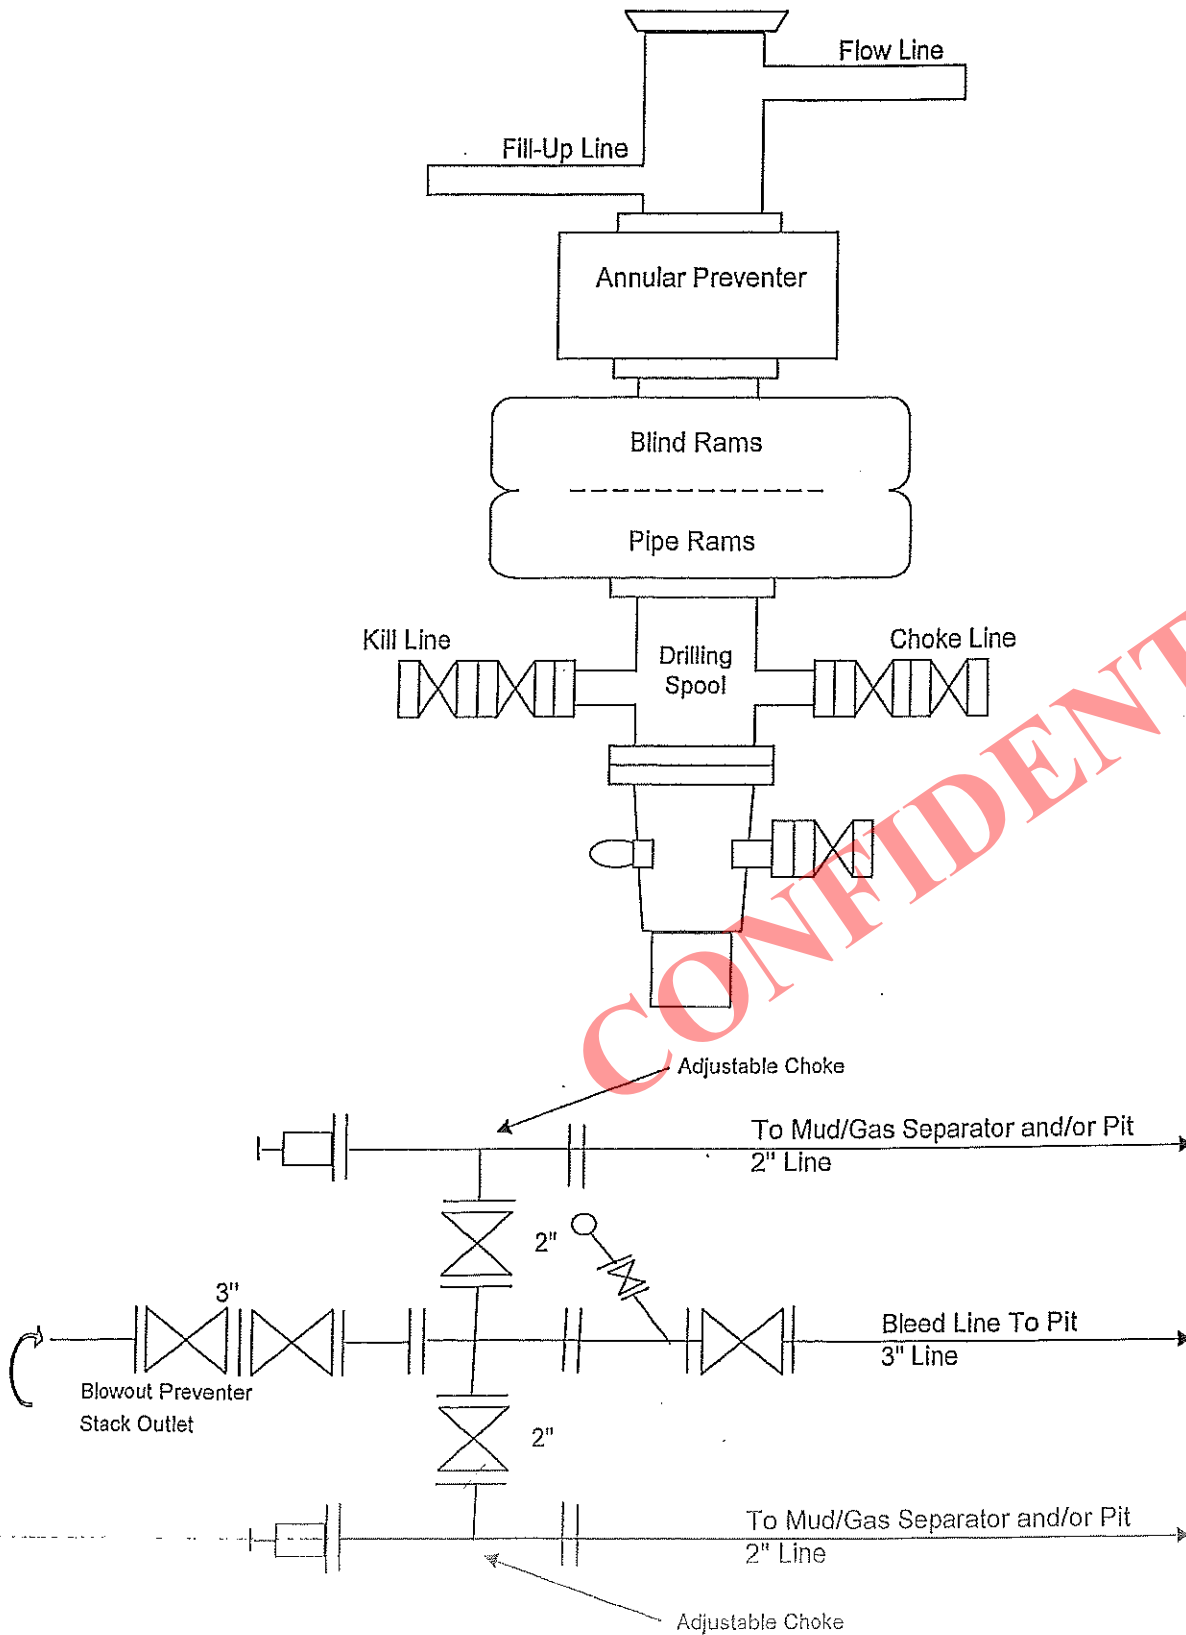 Flow Line
Fill-Up Line
Annular Preventer
Blind Rams
Pipe Rams
Kill Line
Choke Line
Drilling
Spool
CONFIDENT
Adjustable Choke
To Mud/Gas Separator and/or Pit
2" Line
2"
3"
Bleed Line To Pit
3" Line
Blowout Preventer
Stack Outlet
2"
To Mud/Gas Separator and/or Pit
2" Line
Adjustable Choke